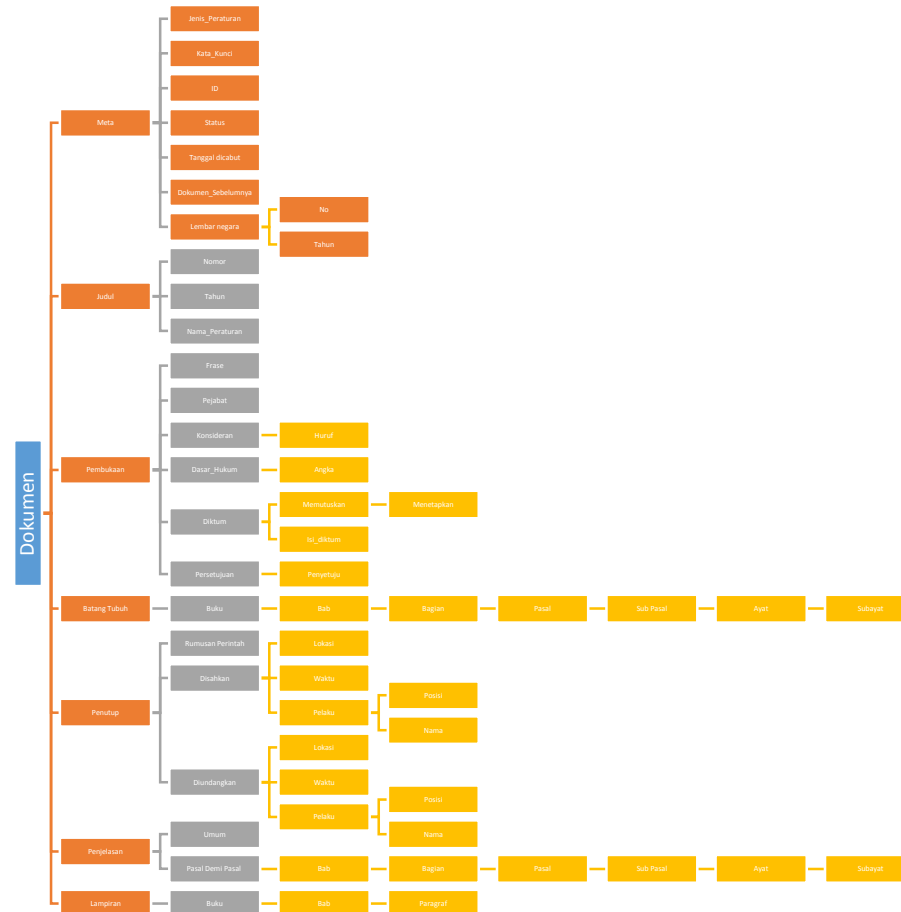 Dokumen
Meta
Jenis_Peraturan
Kata_Kunci
ID
Status
Tanggal dicabut
Dokumen_Sebelumnya
Lembar negara
No
Tahun
Judul
Nomor
Tahun
Nama_Peraturan
Pembukaan
Frase
Pejabat
Konsideran
Huruf
Dasar_Hukum
Angka
Diktum
Memutuskan
Menetapkan
Isi_diktum
Persetujuan
Penyetuju
Batang Tubuh
Buku
Bab
Bagian
Pasal
Sub Pasal
Ayat
Subayat
Penutup
Rumusan Perintah
Disahkan
Lokasi
Waktu
Pelaku
Posisi
Nama
Diundangkan
Lokasi
Waktu
Pelaku
Posisi
Nama
Penjelasan
Umum
Pasal Demi Pasal
Bab
Bagian
Pasal
Sub Pasal
Ayat
Subayat
Lampiran
Buku
Bab
Paragraf